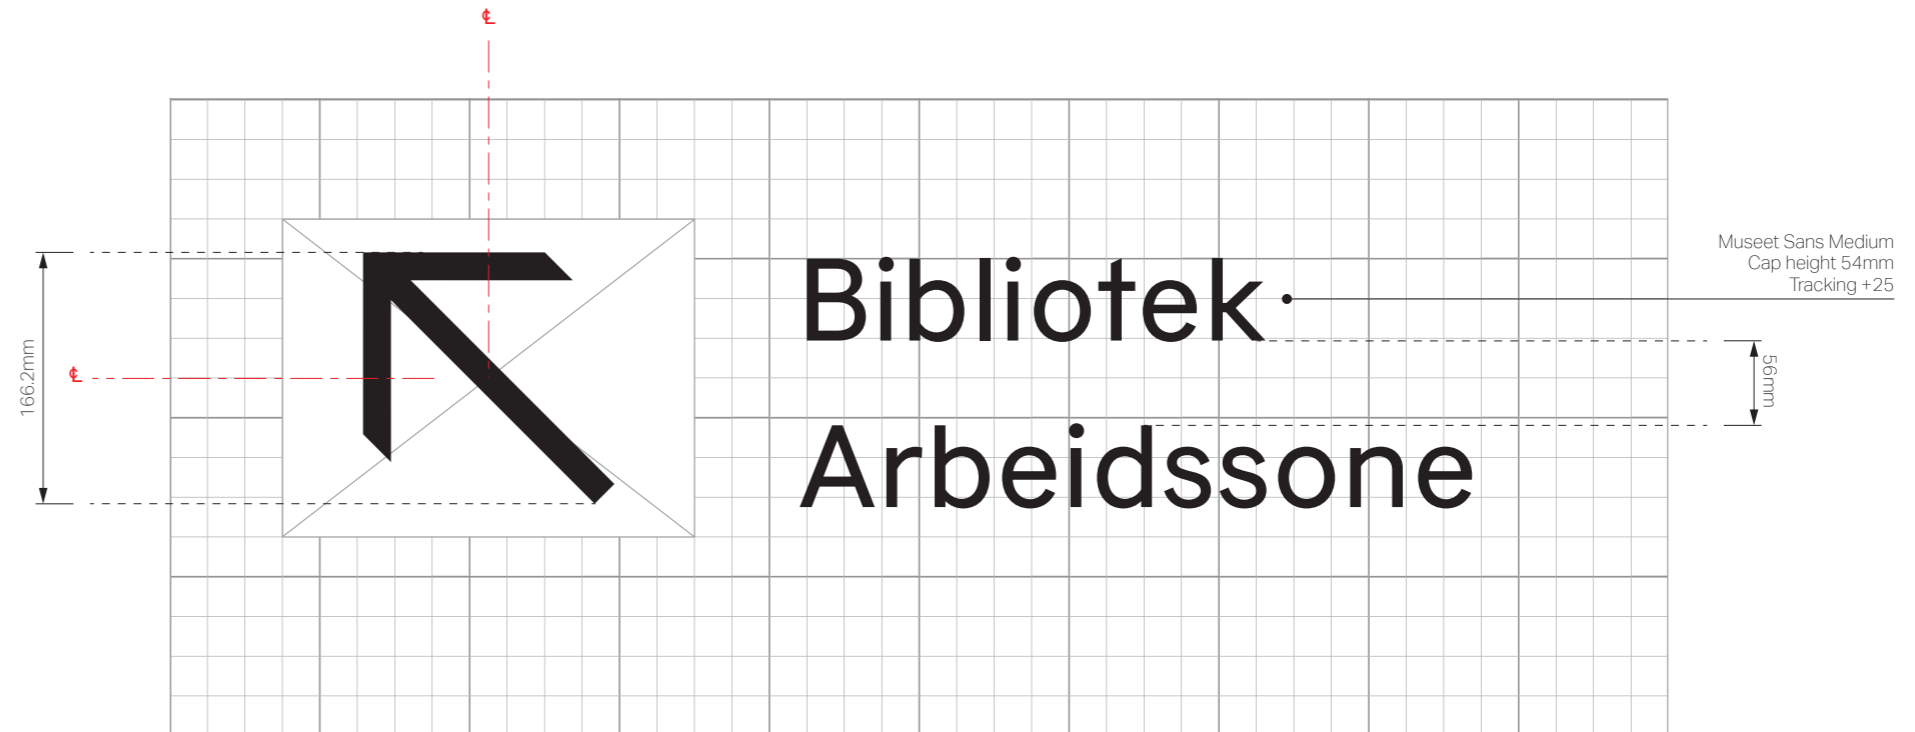 ℄
166.2mm
℄
Bibliotek
Arbeidssone
Museet Sans Medium
Cap height 54mm
Tracking +25
56mm